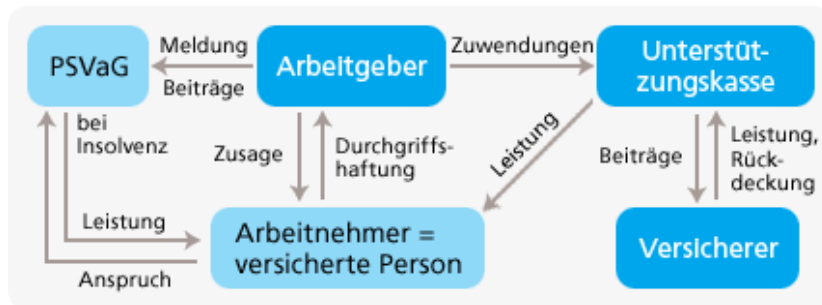 PSVaG
Meldung
Beiträge
Arbeitgeber
Zuwendungen
Unterstüt-
zungskasse
bei
Insolvenz
Zusage
Durchgriffs-
haftung
Leistung
Beiträge
Leistung,
Rück-
deckung
Leistung
Anspruch
Arbeitnehmer =
versicherte Person
Versicherer